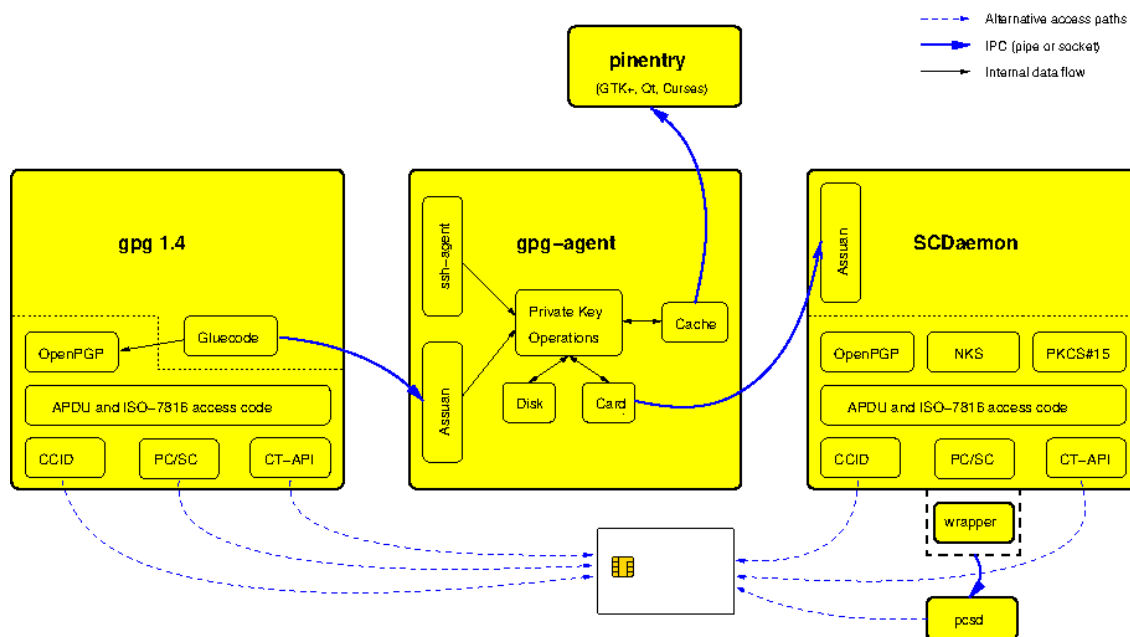 Alternative access paths
IPC (pipe or socket)
Internal data flow
pinentry
(GTK+, Qt, Curses)
gpg 1.4
OpenPGP
Gluecode
APDU and ISO-7816 access code
CCID
PC/SC
CT-API
gpg-agent
ssh-agent
Assuan
Private Key
Operations
Cache
Disk
Card
SCDaemon
Assuan
OpenPGP
NKS
PKCS#15
APDU and ISO-7816 access code
CCID
PC/SC
CT-API
wrapper
pcsd